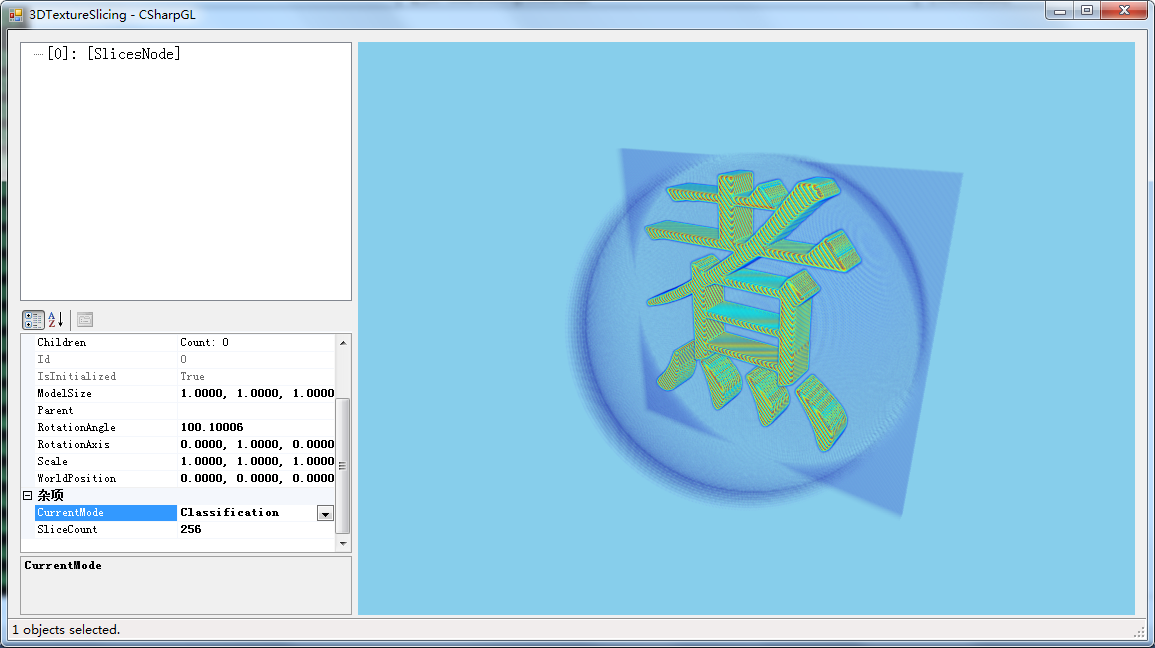 3DTextureSlicing - CSharpGL
[0]: [SlicesNode]
Children Count: 0
Id 0
IsInitialized True
ModelSize 1.0000, 1.0000, 1.0000
Parent
RotationAngle 100.10006
RotationAxis 0.0000, 1.0000, 0.0000
Scale 1.0000, 1.0000, 1.0000
WorldPosition 0.0000, 0.0000, 0.0000
杂项
CurrentMode Classification
SliceCount 256
CurrentMode
1 objects selected.
煮